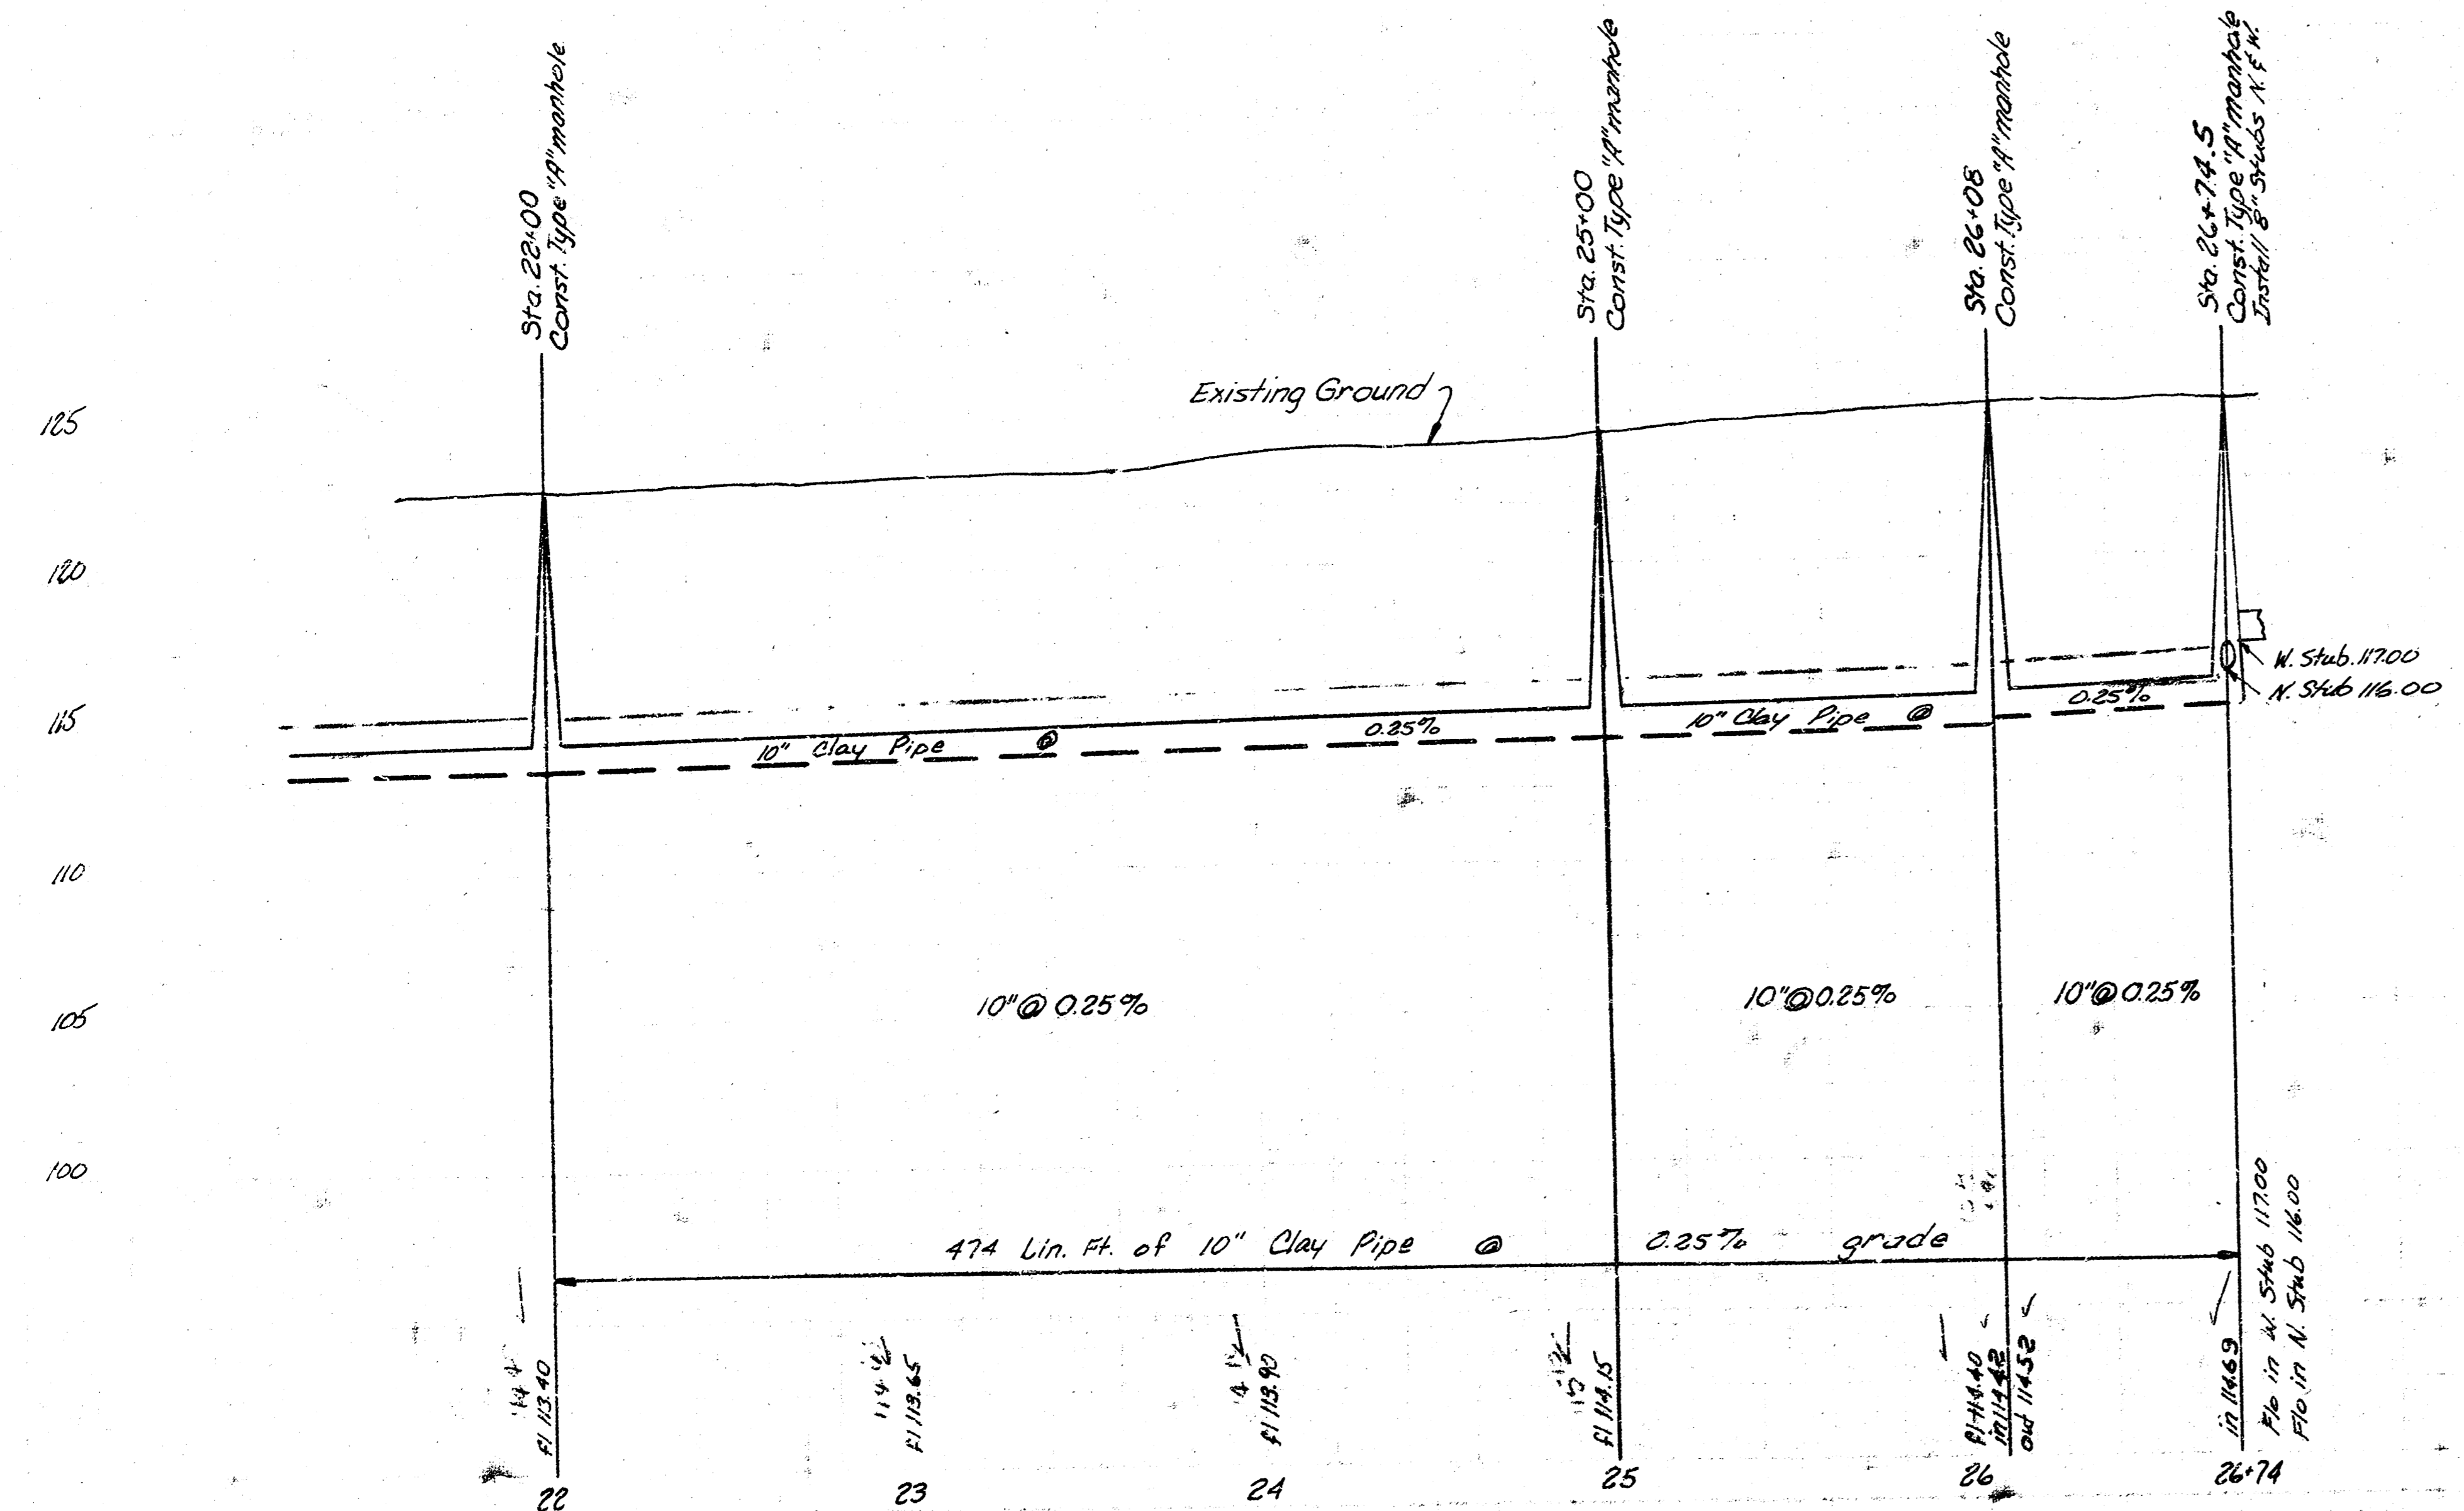 Sta. 22+00
Const. Type "A" manhole
Sta. 25+00
Const. Type "A" manhole
Sta. 26+08
Const. Type "A" manhole
Sta. 26+74.5
Const. Type "A" manhole
Install 8" Stubs N. & W.
Existing Ground
125
120
115
110
105
100
W. Stub. 117.00
N. Stub 116.00
10" Clay Pipe @ 0.25%
10" Clay Pipe @ 0.25%
10" @ 0.25%
10" @ 0.25%
10" @ 0.25%
474 Lin. Ft. of 10" Clay Pipe @ 0.25% grade
fl 113.40
fl 113.65
fl 113.90
fl 114.15
fl 114.40
in 114.42
out 114.52
in 114.69
Flo in W. Stub 117.00
Flo in N. Stub 116.00
22
23
24
25
26
26+74